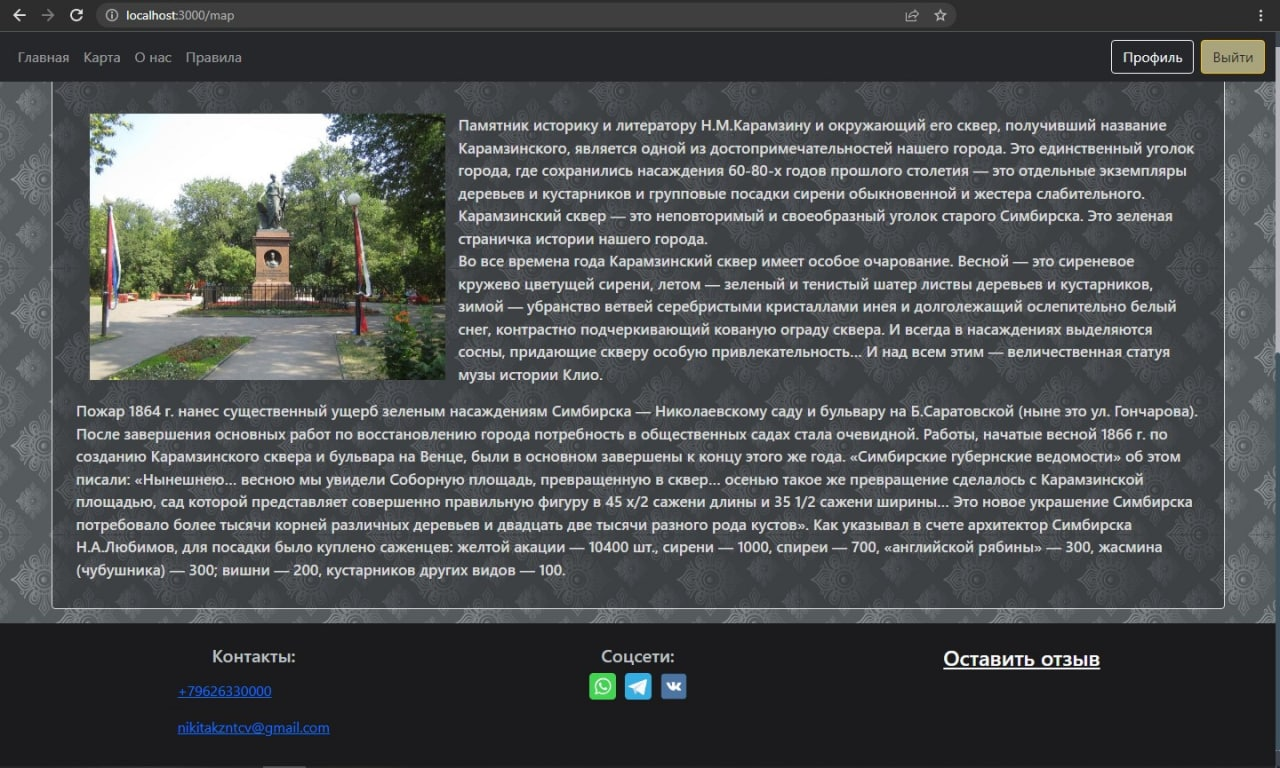 localhost:3000/map
Главная Карта О нас Правила
Профиль Выйти
Памятник историку и литератору Н.М.Карамзину и окружающий его сквер, получивший название
Карамзинского, является одной из достопримечательностей нашего города. Это единственный уголок
города, где сохранились насаждения 60-80-х годов прошлого столетия — это отдельные экземпляры
деревьев и кустарников и групповые посадки сирени обыкновенной и жестера слабительного.
Карамзинский сквер — это неповторимый и своеобразный уголок старого Симбирска. Это зеленая
страничка истории нашего города.
Во все времена года Карамзинский сквер имеет особое очарование. Весной — это сиреневое
кружево цветущей сирени, летом — зеленый и тенистый шатер листвы деревьев и кустарников,
зимой — убранство ветвей серебристыми кристаллами инея и долголежащий ослепительно белый
снег, контрастно подчеркивающий кованую ограду сквера. И всегда в насаждениях выделяются
сосны, придающие скверу особую привлекательность... И над всем этим — величественная статуя
музы истории Клио.
Пожар 1864 г. нанес существенный ущерб зеленым насаждениям Симбирска — Николаевскому саду и бульвару на Б.Саратовской (ныне это ул. Гончарова).
После завершения основных работ по восстановлению города потребность в общественных садах стала очевидной. Работы, начатые весной 1866 г. по
созданию Карамзинского сквера и бульвара на Венце, были в основном завершены к концу этого же года. «Симбирские губернские ведомости» об этом
писали: «Нынешнею... весною мы увидели Соборную площадь, превращенную в сквер... осенью такое же превращение сделалось с Карамзинской
площадью, сад которой представляет совершенно правильную фигуру в 45 х/2 сажени длины и 35 1/2 сажени ширины... Это новое украшение Симбирска
потребовало более тысячи корней различных деревьев и двадцать две тысячи разного рода кустов». Как указывал в счете архитектор Симбирска
Н.А.Любимов, для посадки было куплено саженцев: желтой акации — 10400 шт., сирени — 1000, спиреи — 700, «английской рябины» — 300, жасмина
(чубушника) — 300; вишни — 200, кустарников других видов — 100.
Контакты:
+79626330000
nikitakzntcv@gmail.com
Соцсети:
Оставить отзыв